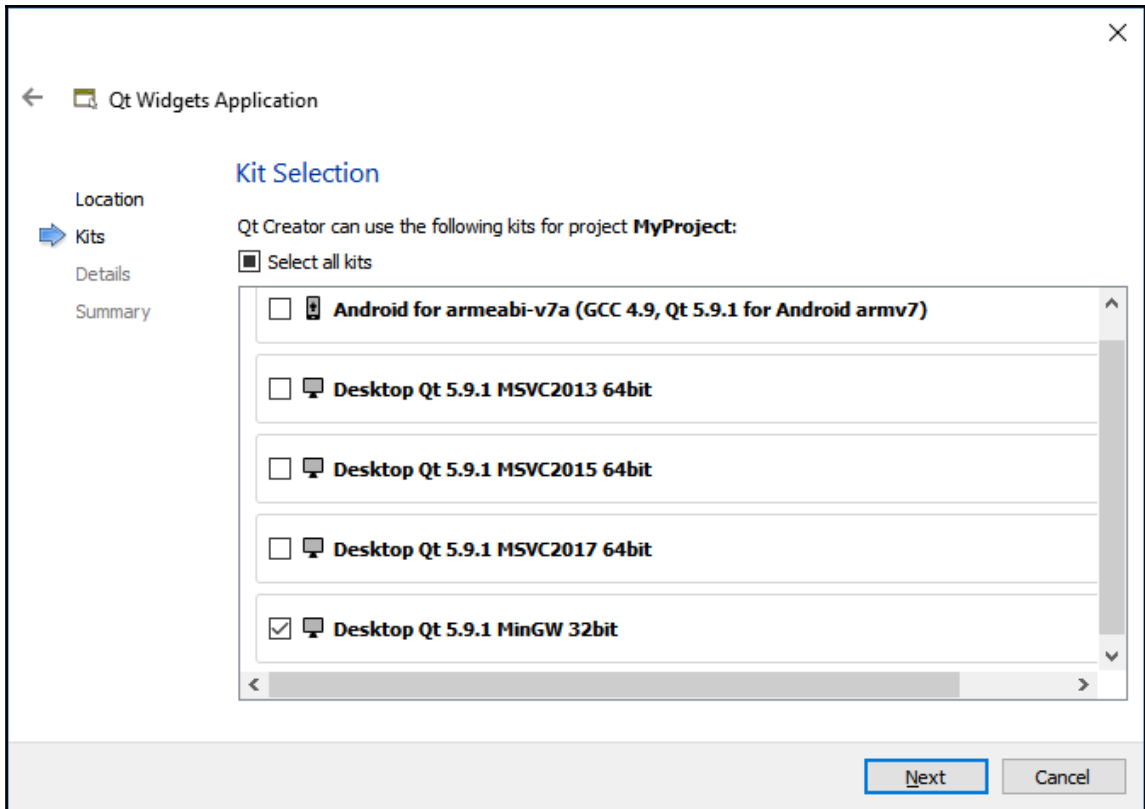 Qt Widgets Application
Kit Selection
Location
Qt Creator can use the following kits for project MyProject:
Kits
Select all kits
Details
Summary
Android for armeabi-v7a (GCC 4.9, Qt 5.9.1 for Android armv7)
Desktop Qt 5.9.1 MSVC2013 64bit
Desktop Qt 5.9.1 MSVC2015 64bit
Desktop Qt 5.9.1 MSVC2017 64bit
Desktop Qt 5.9.1 MinGW 32bit
Next
Cancel